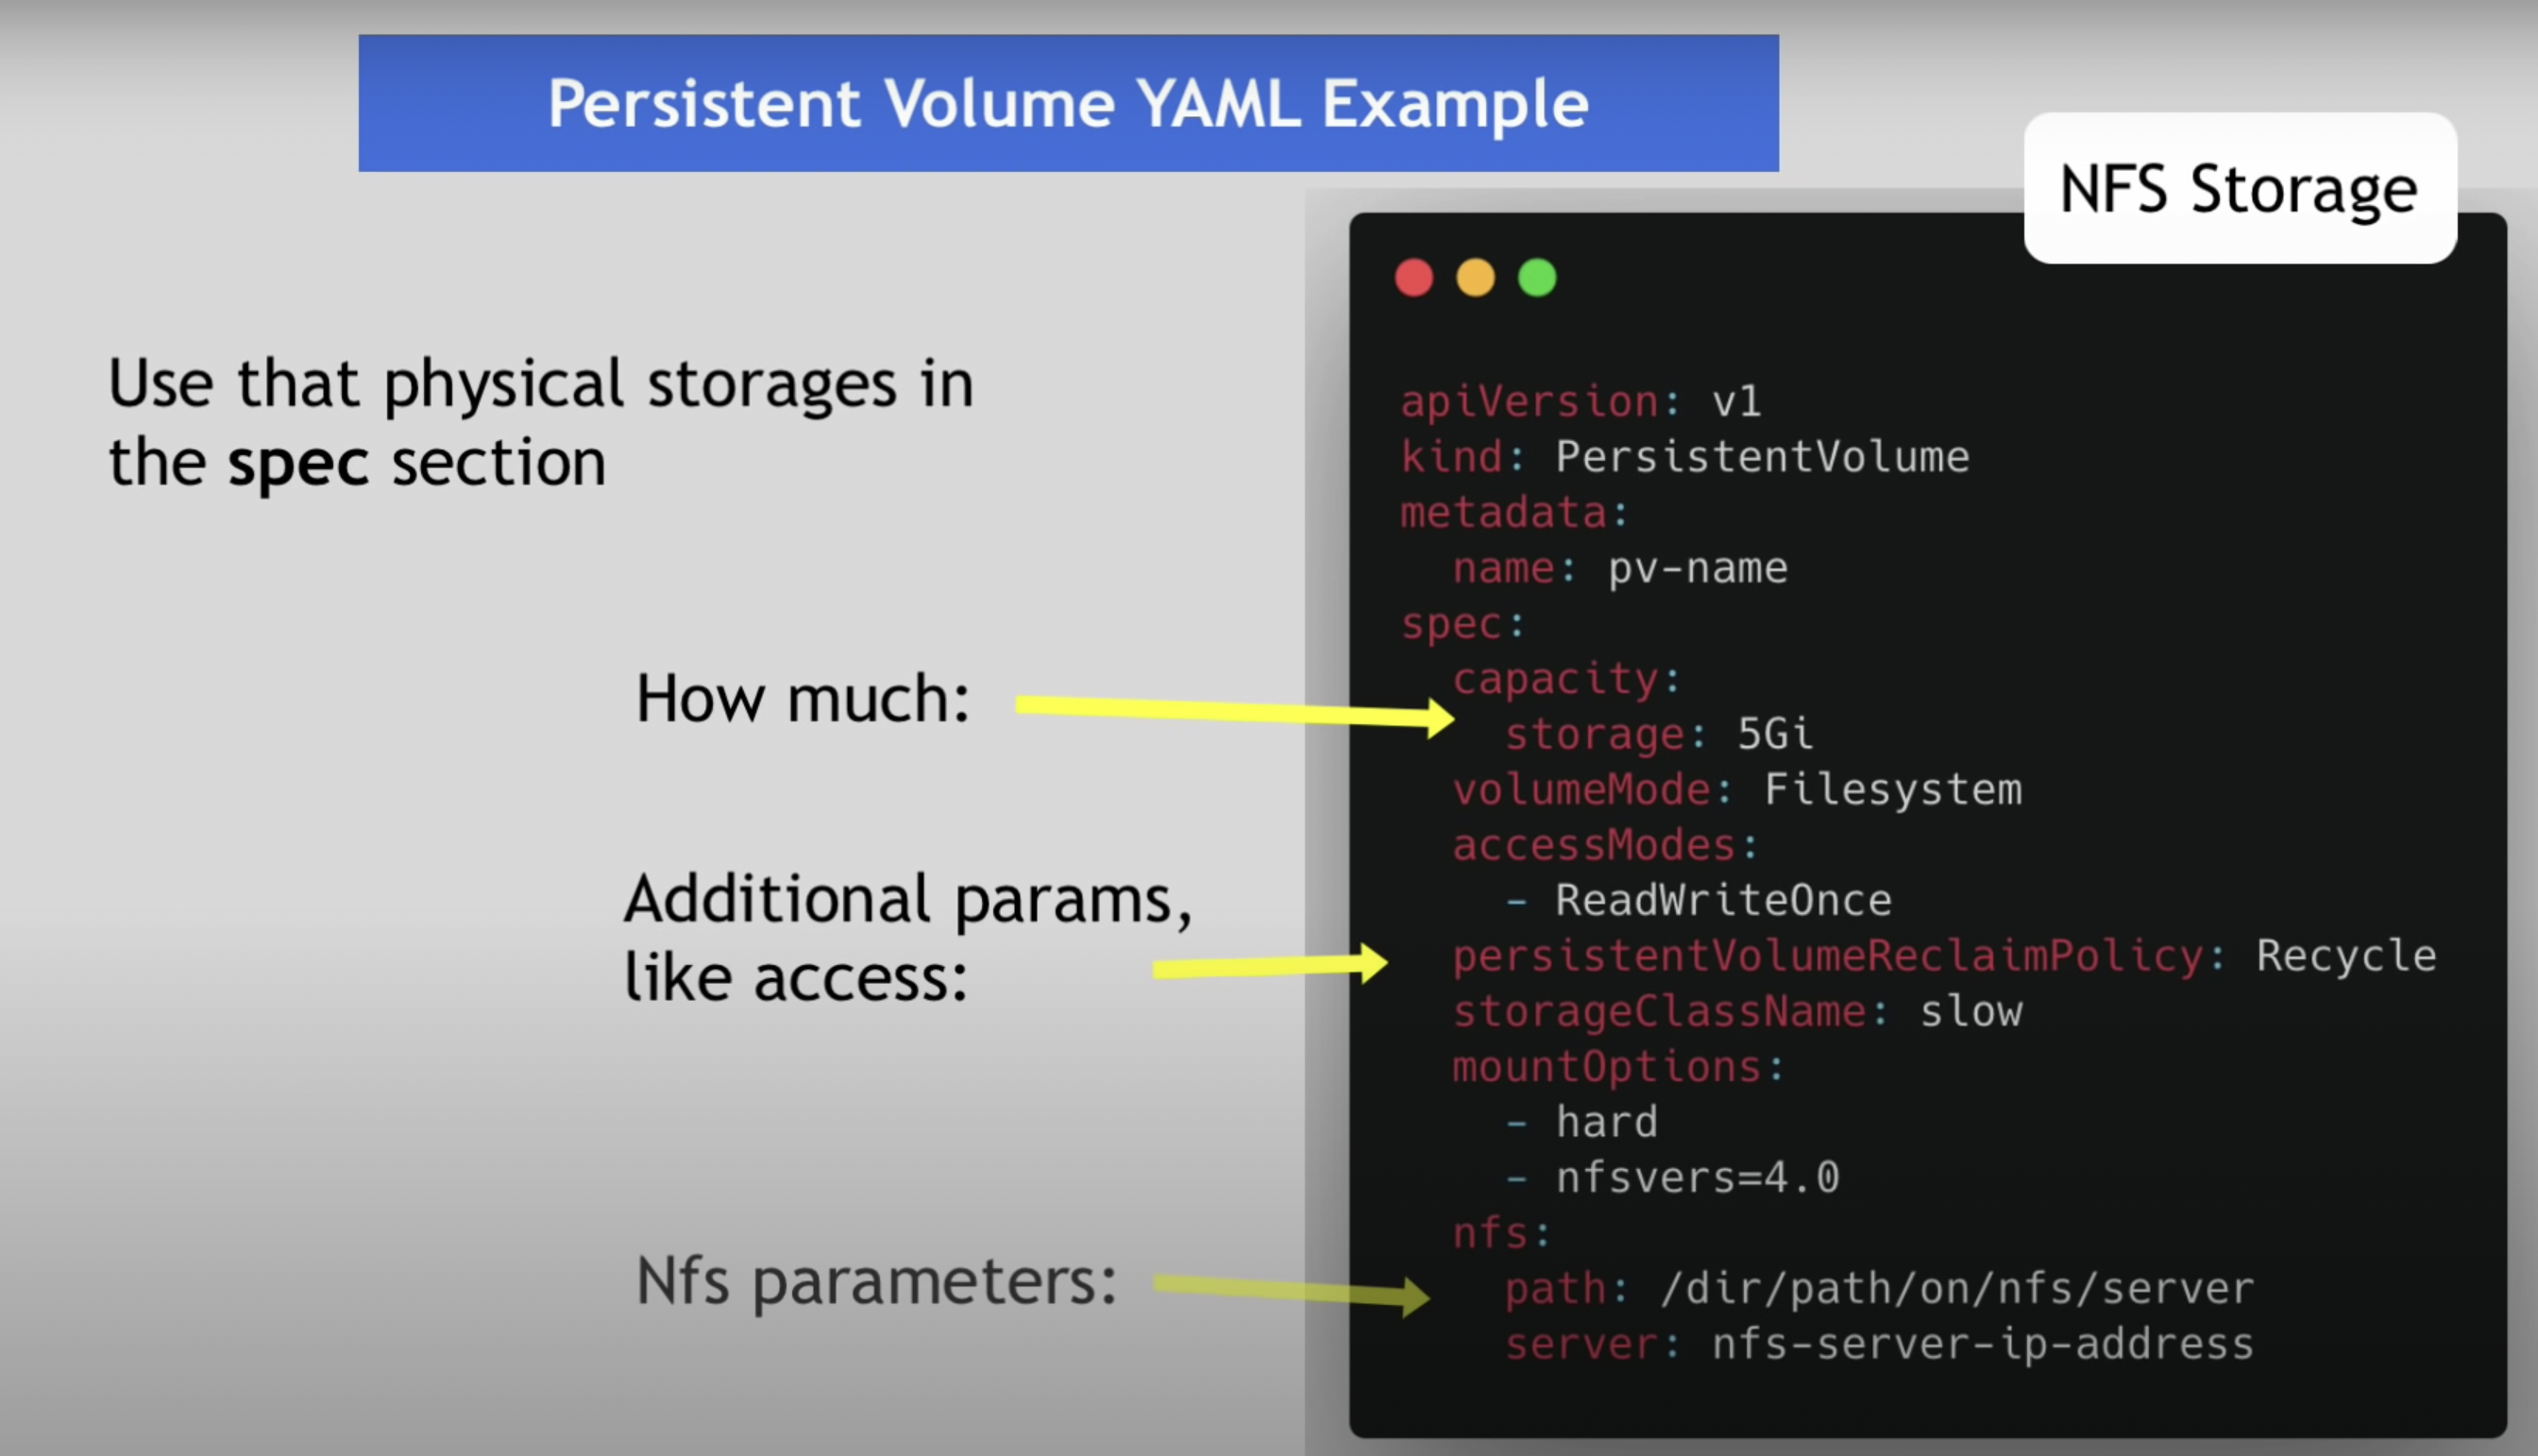 Persistent Volume YAML Example
NFS Storage
Use that physical storages in
the spec section
How much:
Additional params,
like access:
Nfs parameters:
apiVersion: v1
kind: PersistentVolume
metadata:
  name: pv-name
spec:
  capacity:
    storage: 5Gi
  volumeMode: Filesystem
  accessModes:
    - ReadWriteOnce
  persistentVolumeReclaimPolicy: Recycle
  storageClassName: slow
  mountOptions:
    - hard
    - nfsvers=4.0
  nfs:
    path: /dir/path/on/nfs/server
    server: nfs-server-ip-address